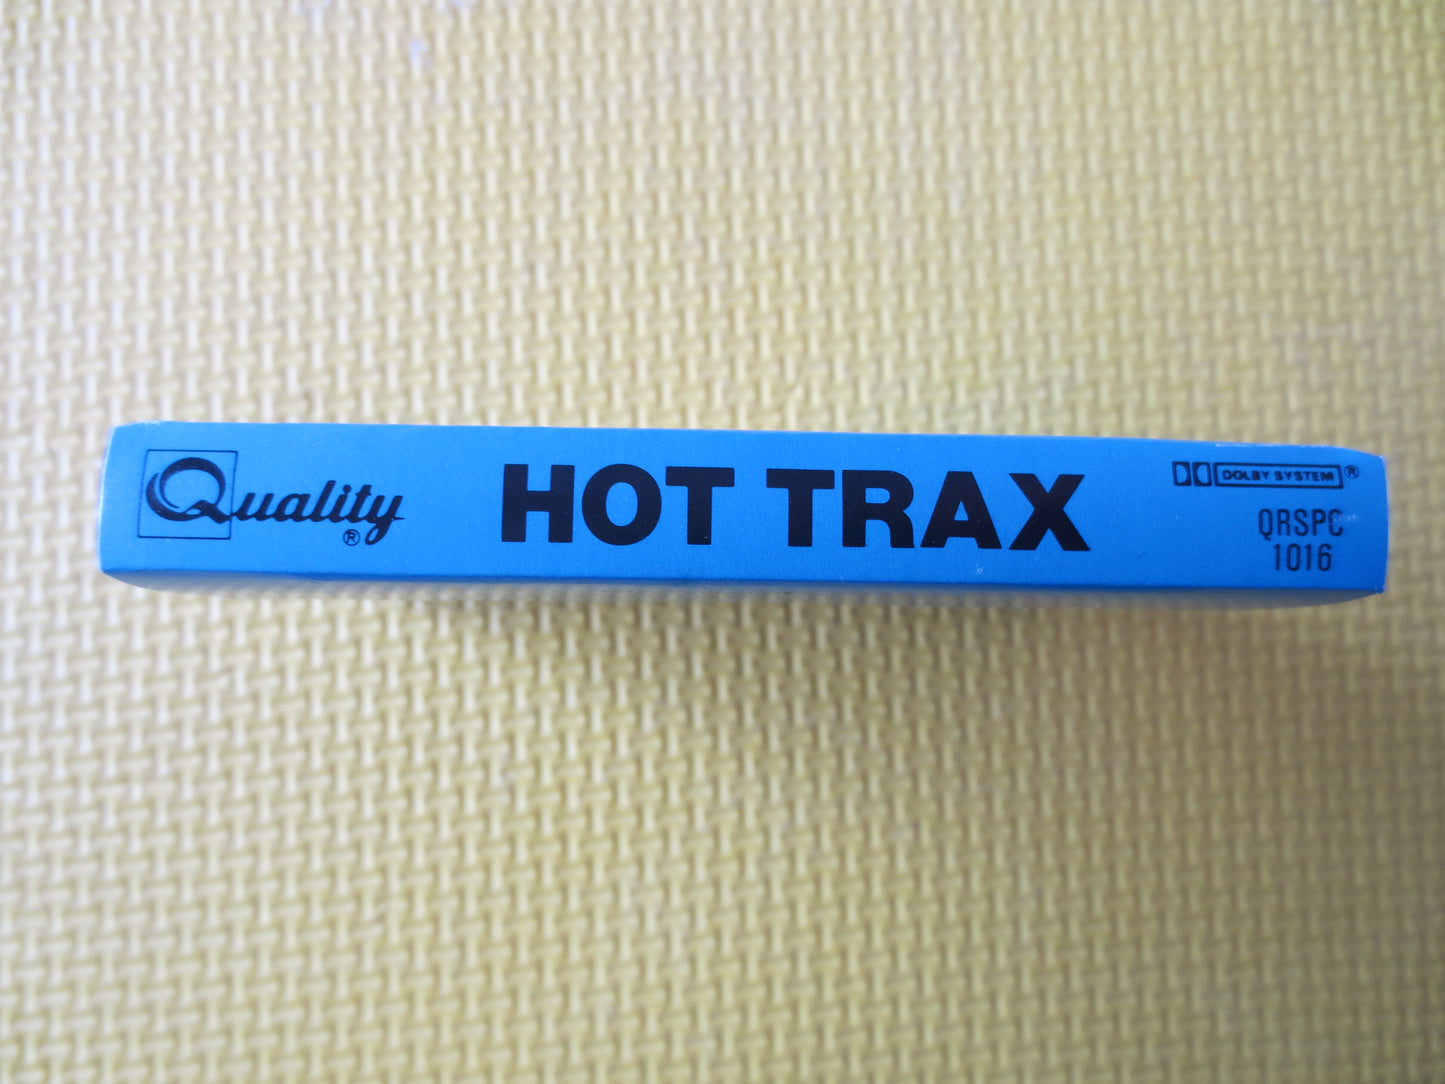 Quality®
HOT TRAX
DOLBY SYSTEM®
QRSPC
1016